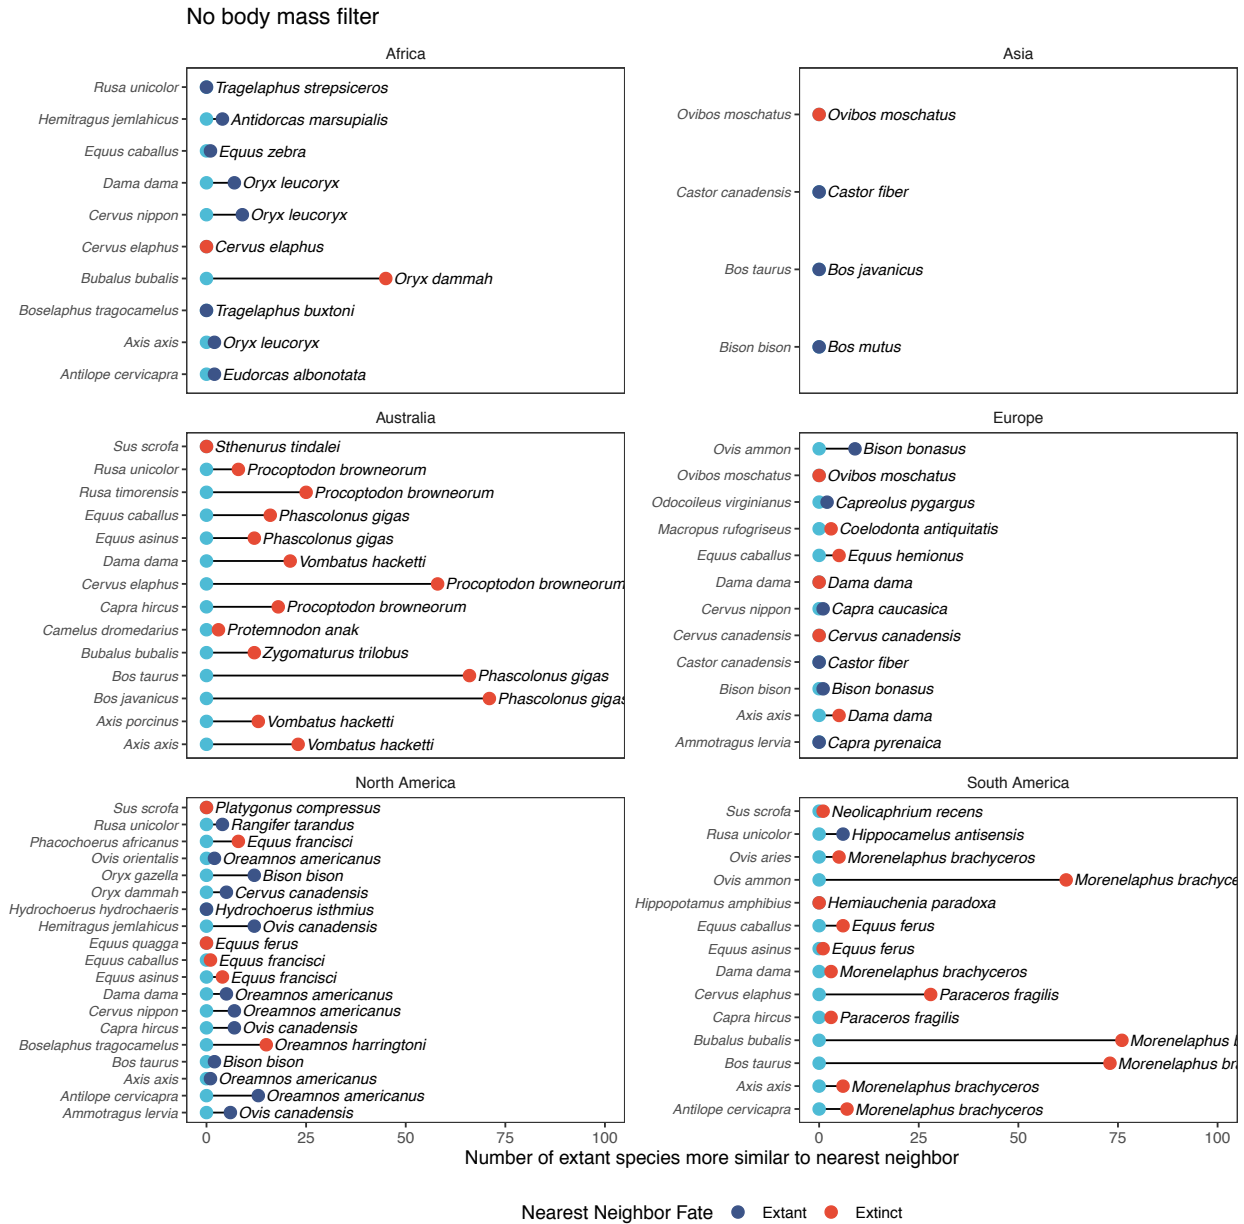 No body mass filter
Africa
Rusa unicolor Tragelaphus strepsiceros
Hemitragus jemlahicus Antidorcas marsupialis
Equus caballus Equus zebra
Dama dama Oryx leucoryx
Cervus nippon Oryx leucoryx
Cervus elaphus Cervus elaphus
Bubalus bubalis Oryx dammah
Boselaphus tragocamelus Tragelaphus buxtoni
Axis axis Oryx leucoryx
Antilope cervicapra Eudorcas albonotata
Asia
Ovibos moschatus Ovibos moschatus
Castor canadensis Castor fiber
Bos taurus Bos javanicus
Bison bison Bos mutus
Australia
Sus scrofa Sthenurus tindalei
Rusa unicolor Procoptodon browneorum
Rusa timorensis Procoptodon browneorum
Equus caballus Phascolonus gigas
Equus asinus Phascolonus gigas
Dama dama Vombatus hacketti
Cervus elaphus Procoptodon browneorum
Capra hircus Procoptodon browneorum
Camelus dromedarius Protemnodon anak
Bubalus bubalis Zygomaturus trilobus
Bos taurus Phascolonus gigas
Bos javanicus Phascolonus gigas
Axis porcinus Vombatus hacketti
Axis axis Vombatus hacketti
Europe
Ovis ammon Bison bonasus
Ovibos moschatus Ovibos moschatus
Odocoileus virginianus Capreolus pygargus
Macropus rufogriseus Coelodonta antiquitatis
Equus caballus Equus hemionus
Dama dama Dama dama
Cervus nippon Capra caucasica
Cervus canadensis Cervus canadensis
Castor canadensis Castor fiber
Bison bison Bison bonasus
Axis axis Dama dama
Ammotragus lervia Capra pyrenaica
North America
Sus scrofa Platygonus compressus
Rusa unicolor Rangifer tarandus
Phacochoerus africanus Equus francisci
Ovis orientalis Oreamnos americanus
Oryx gazella Bison bison
Oryx dammah Cervus canadensis
Hydrochoerus hydrochaeris Hydrochoerus isthmius
Hemitragus jemlahicus Ovis canadensis
Equus quagga Equus ferus
Equus caballus Equus francisci
Equus asinus Equus francisci
Dama dama Oreamnos americanus
Cervus nippon Oreamnos americanus
Capra hircus Ovis canadensis
Boselaphus tragocamelus Oreamnos harringtoni
Bos taurus Bison bison
Axis axis Oreamnos americanus
Antilope cervicapra Oreamnos americanus
Ammotragus lervia Ovis canadensis
0 25 50 75 100
South America
Sus scrofa Neolicaphrium recens
Rusa unicolor Hippocamelus antisensis
Ovis aries Morenelaphus brachyceros
Ovis ammon Morenelaphus brachyce
Hippopotamus amphibius Hemiauchenia paradoxa
Equus caballus Equus ferus
Equus asinus Equus ferus
Dama dama Morenelaphus brachyceros
Cervus elaphus Paraceros fragilis
Capra hircus Paraceros fragilis
Bubalus bubalis Morenelaphus
Bos taurus Morenelaphus bra
Axis axis Morenelaphus brachyceros
Antilope cervicapra Morenelaphus brachyceros
0 25 50 75 100
Number of extant species more similar to nearest neighbor
Nearest Neighbor Fate Extant Extinct